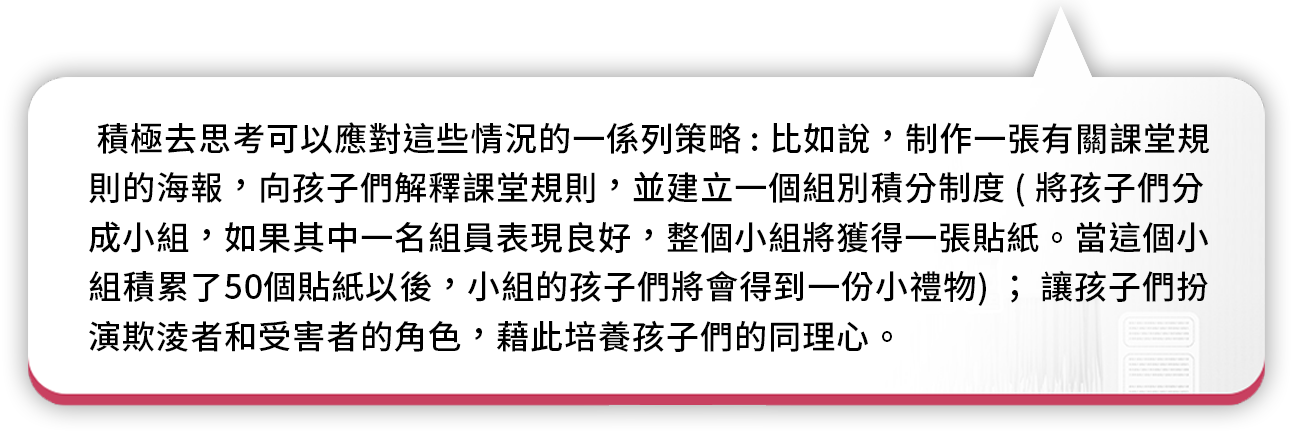 積極去思考可以應對這些情況的一係列策略 : 比如說，制作一張有關課堂規
則的海報，向孩子們解釋課堂規則，並建立一個組別積分制度 ( 將孩子們分
成小組，如果其中一名組員表現良好，整個小組將獲得一張貼紙。當這個小
組積累了50個貼紙以後，小組的孩子們將會得到一份小禮物) ； 讓孩子們扮
演欺淩者和受害者的角色，藉此培養孩子們的同理心。